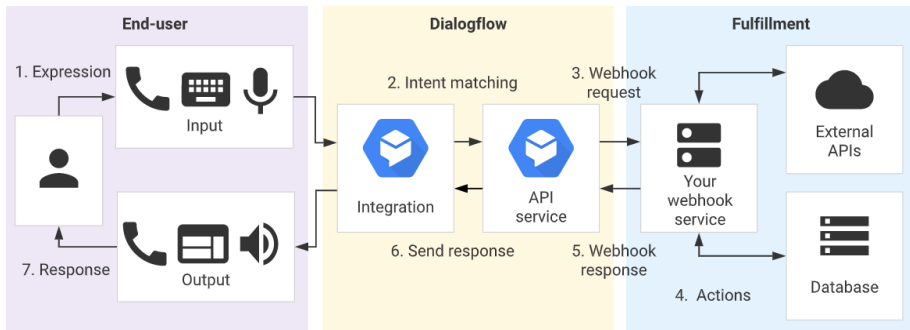 End-user
Dialogflow
Fulfillment
1. Expression
Input
2. Intent matching
3. Webhook
request
External
APIs
Integration
API
service
Your
webhook
service
7. Response
Output
6. Send response
5. Webhook
response
4. Actions
Database